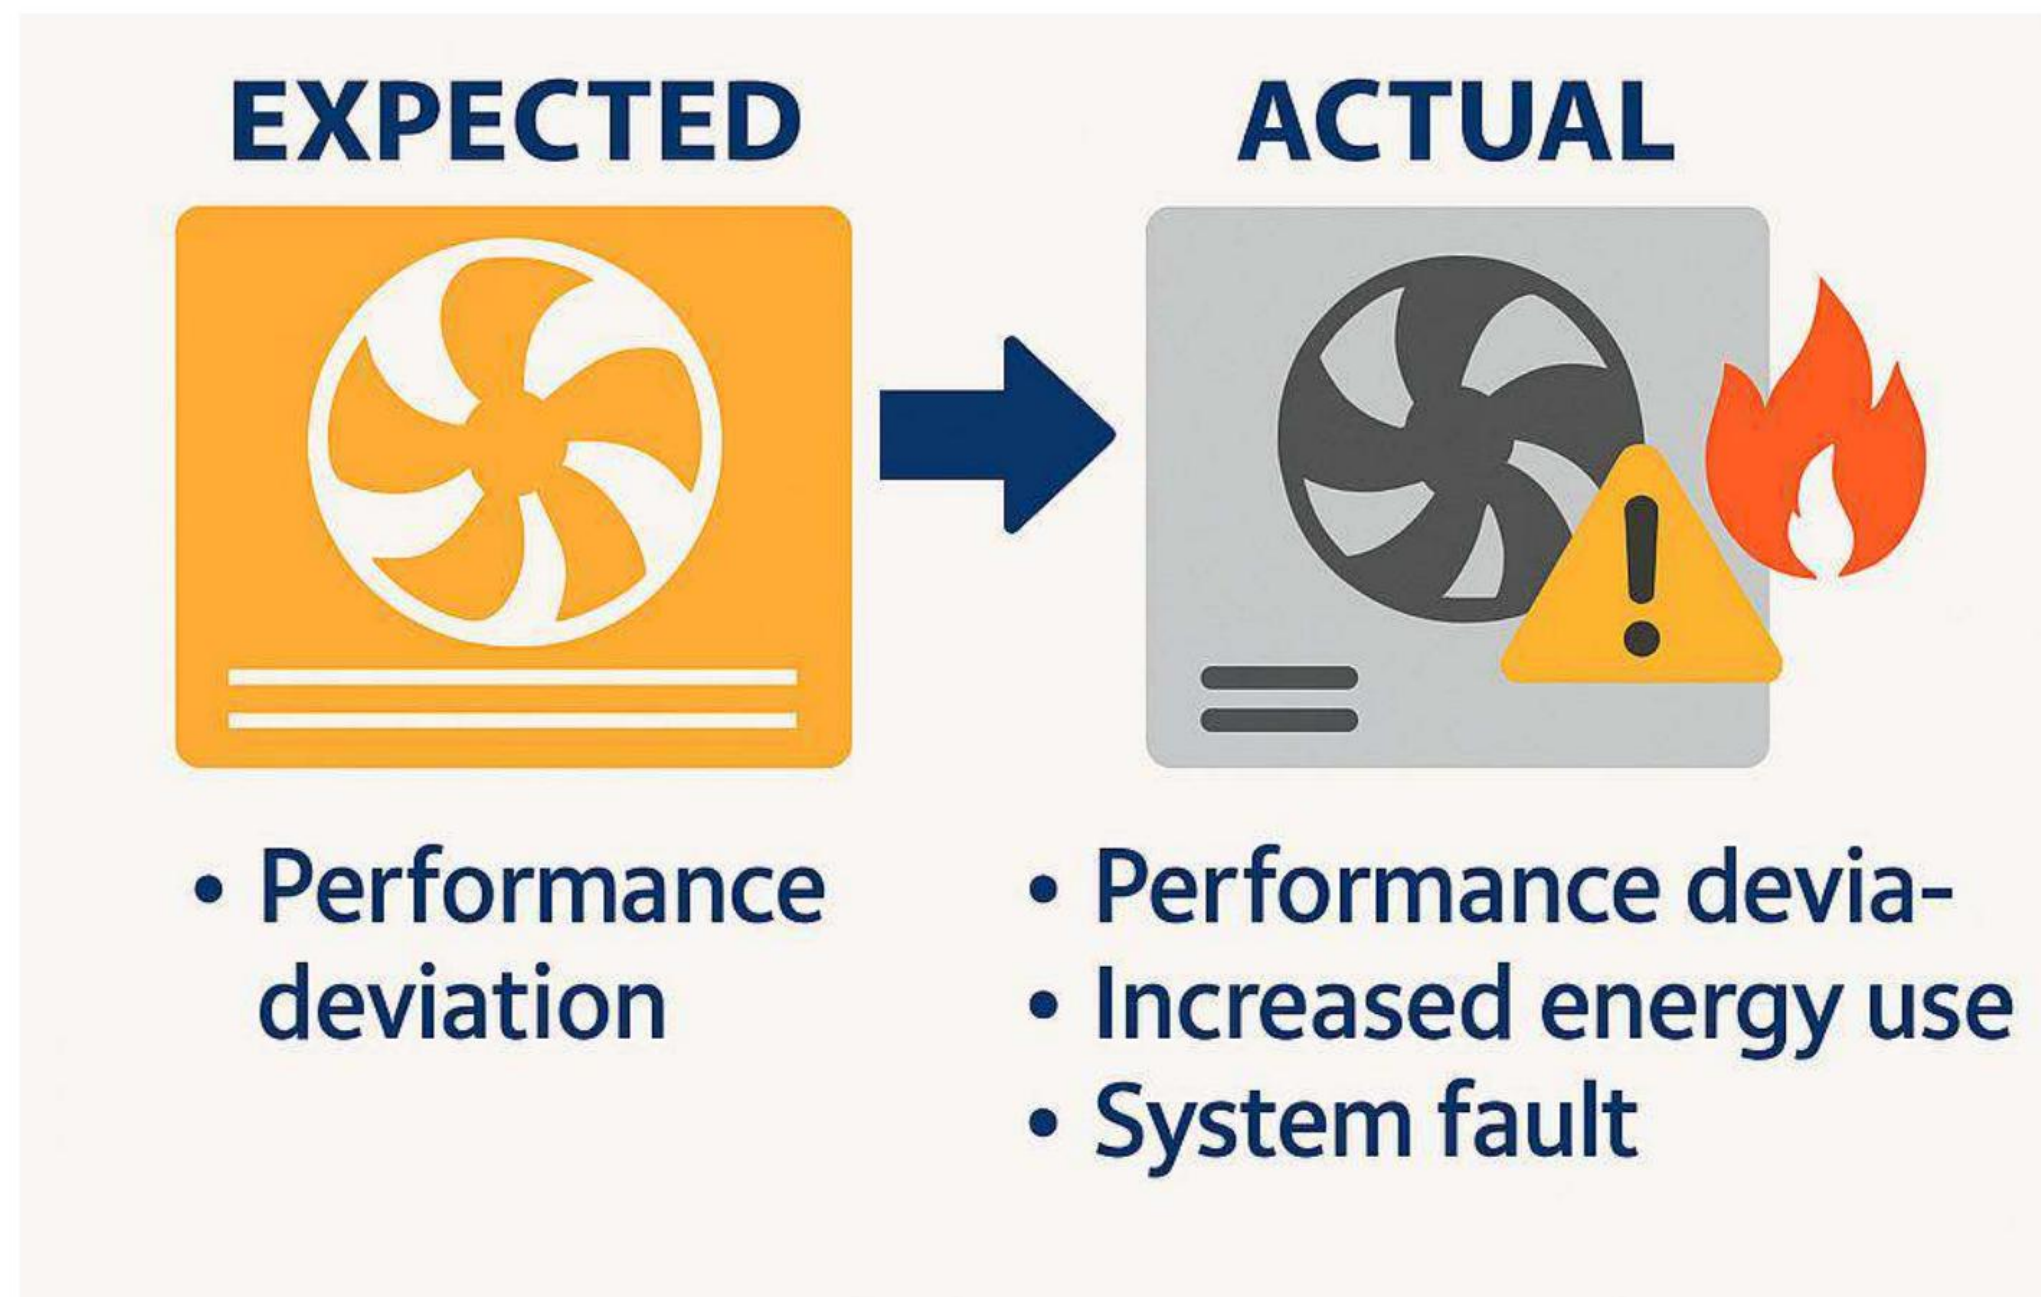 EXPECTED
ACTUAL
• Performance
deviation
• Performance devia-
• Increased energy use
• System fault